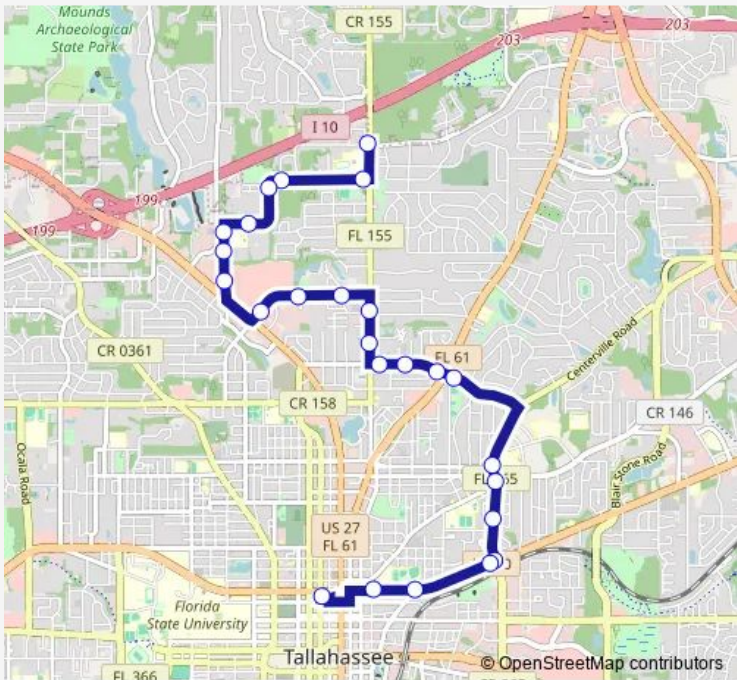 Mounds
Archaeological
State Park
CR 155
203
203
I 10
199
199
FL 155
CR 0361
FL 61
Centerville Road
CR 158
CR 146
Ocala Road
Blair Stone Road
US 27
FL 61
Florida
State University
Tallahassee
FL 366
© OpenStreetMap contributors